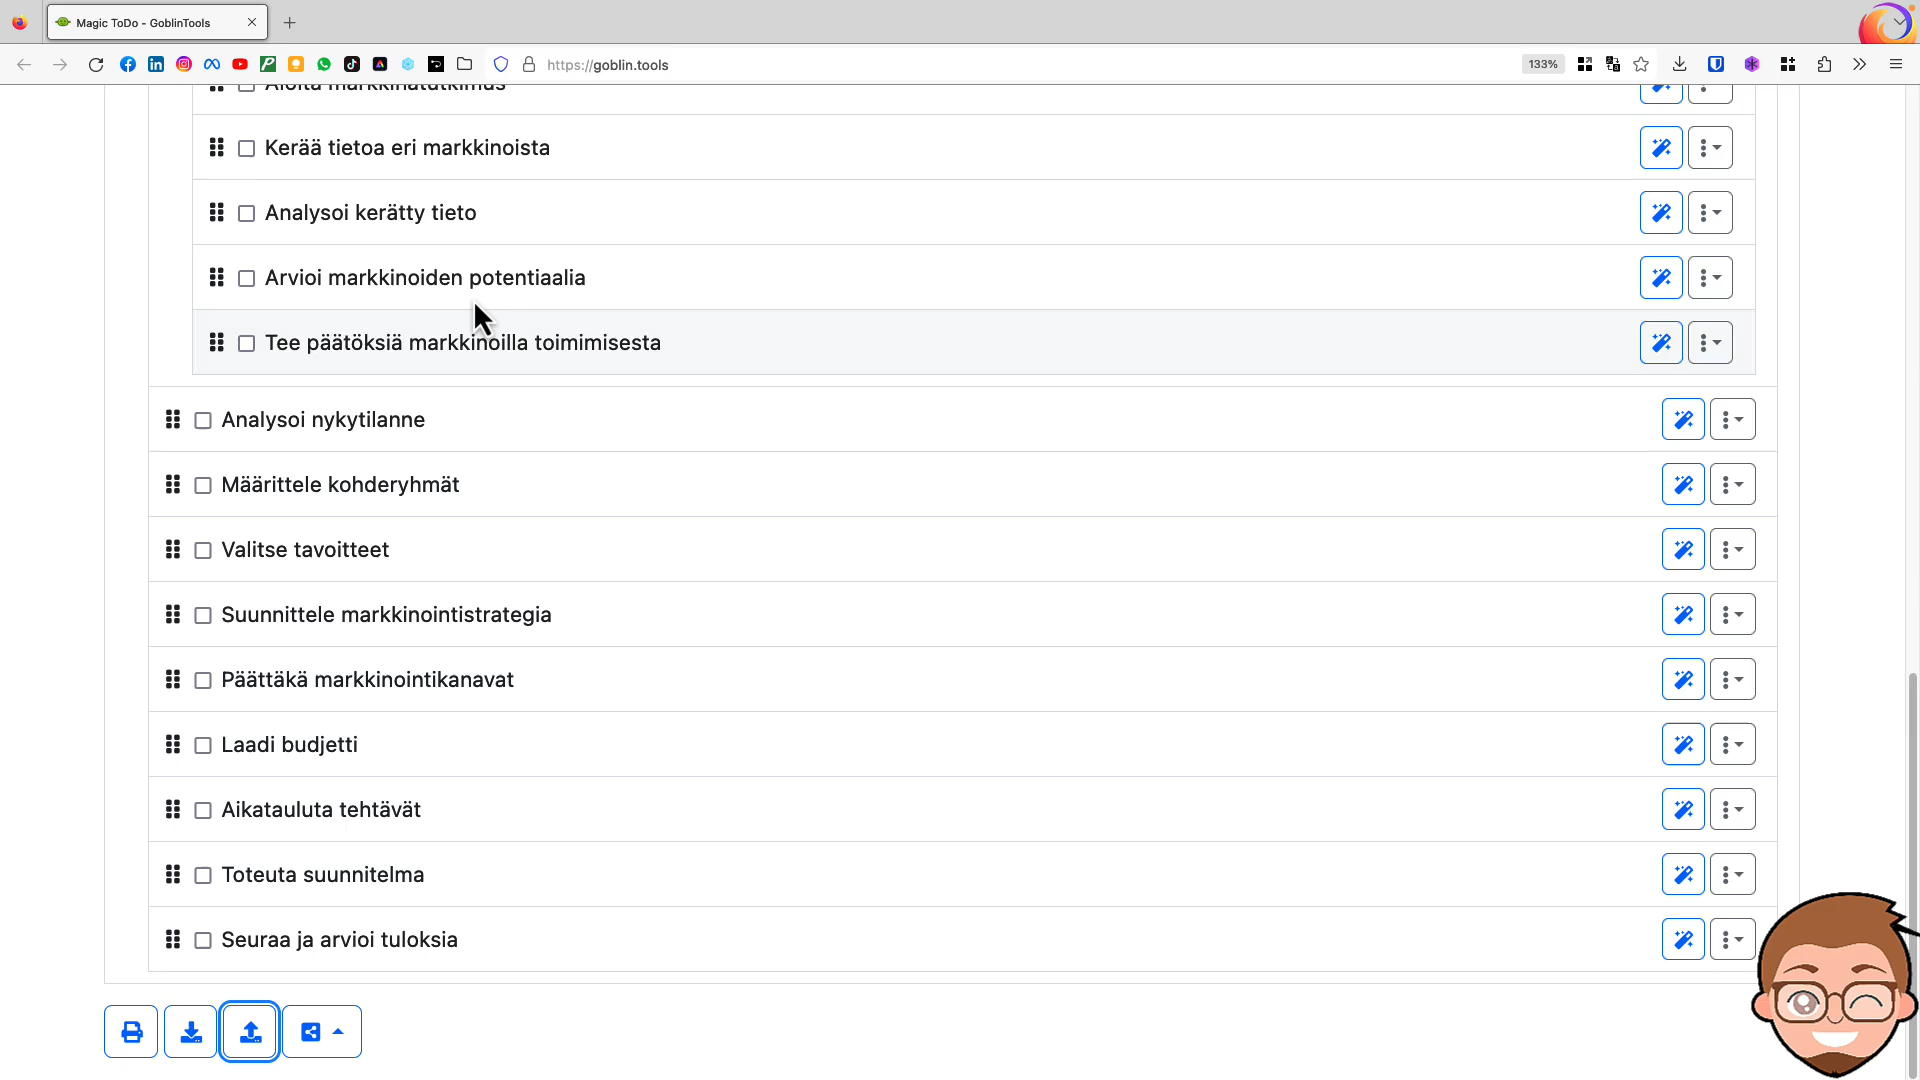 Magic ToDo - GoblinTools
https://goblin.tools
133%
Aloita markkinatutkimus
Kerää tietoa eri markkinoista
Analysoi kerätty tieto
Arvioi markkinoiden potentiaalia
Tee päätöksiä markkinoilla toimimisesta
Analysoi nykytilanne
Määrittele kohderyhmät
Valitse tavoitteet
Suunnittele markkinointistrategia
Päättäkä markkinointikanavat
Laadi budjetti
Aikatauluta tehtävät
Toteuta suunnitelma
Seuraa ja arvioi tuloksia